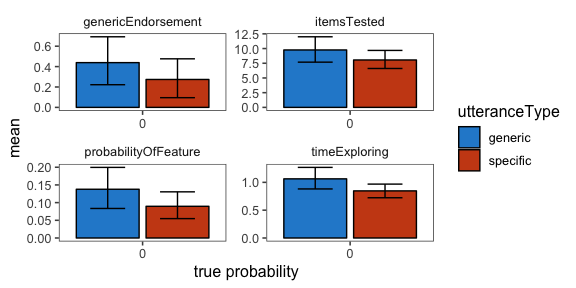 genericEndorsement
itemsTested
0.6
0.4
0.2
0.0
0
12.5
10.0
7.5
5.0
2.5
0.0
0
probabilityOfFeature
timeExploring
0.20
0.15
0.10
0.05
0.00
0
1.0
0.5
0.0
0
mean
true probability
utteranceType
generic
specific